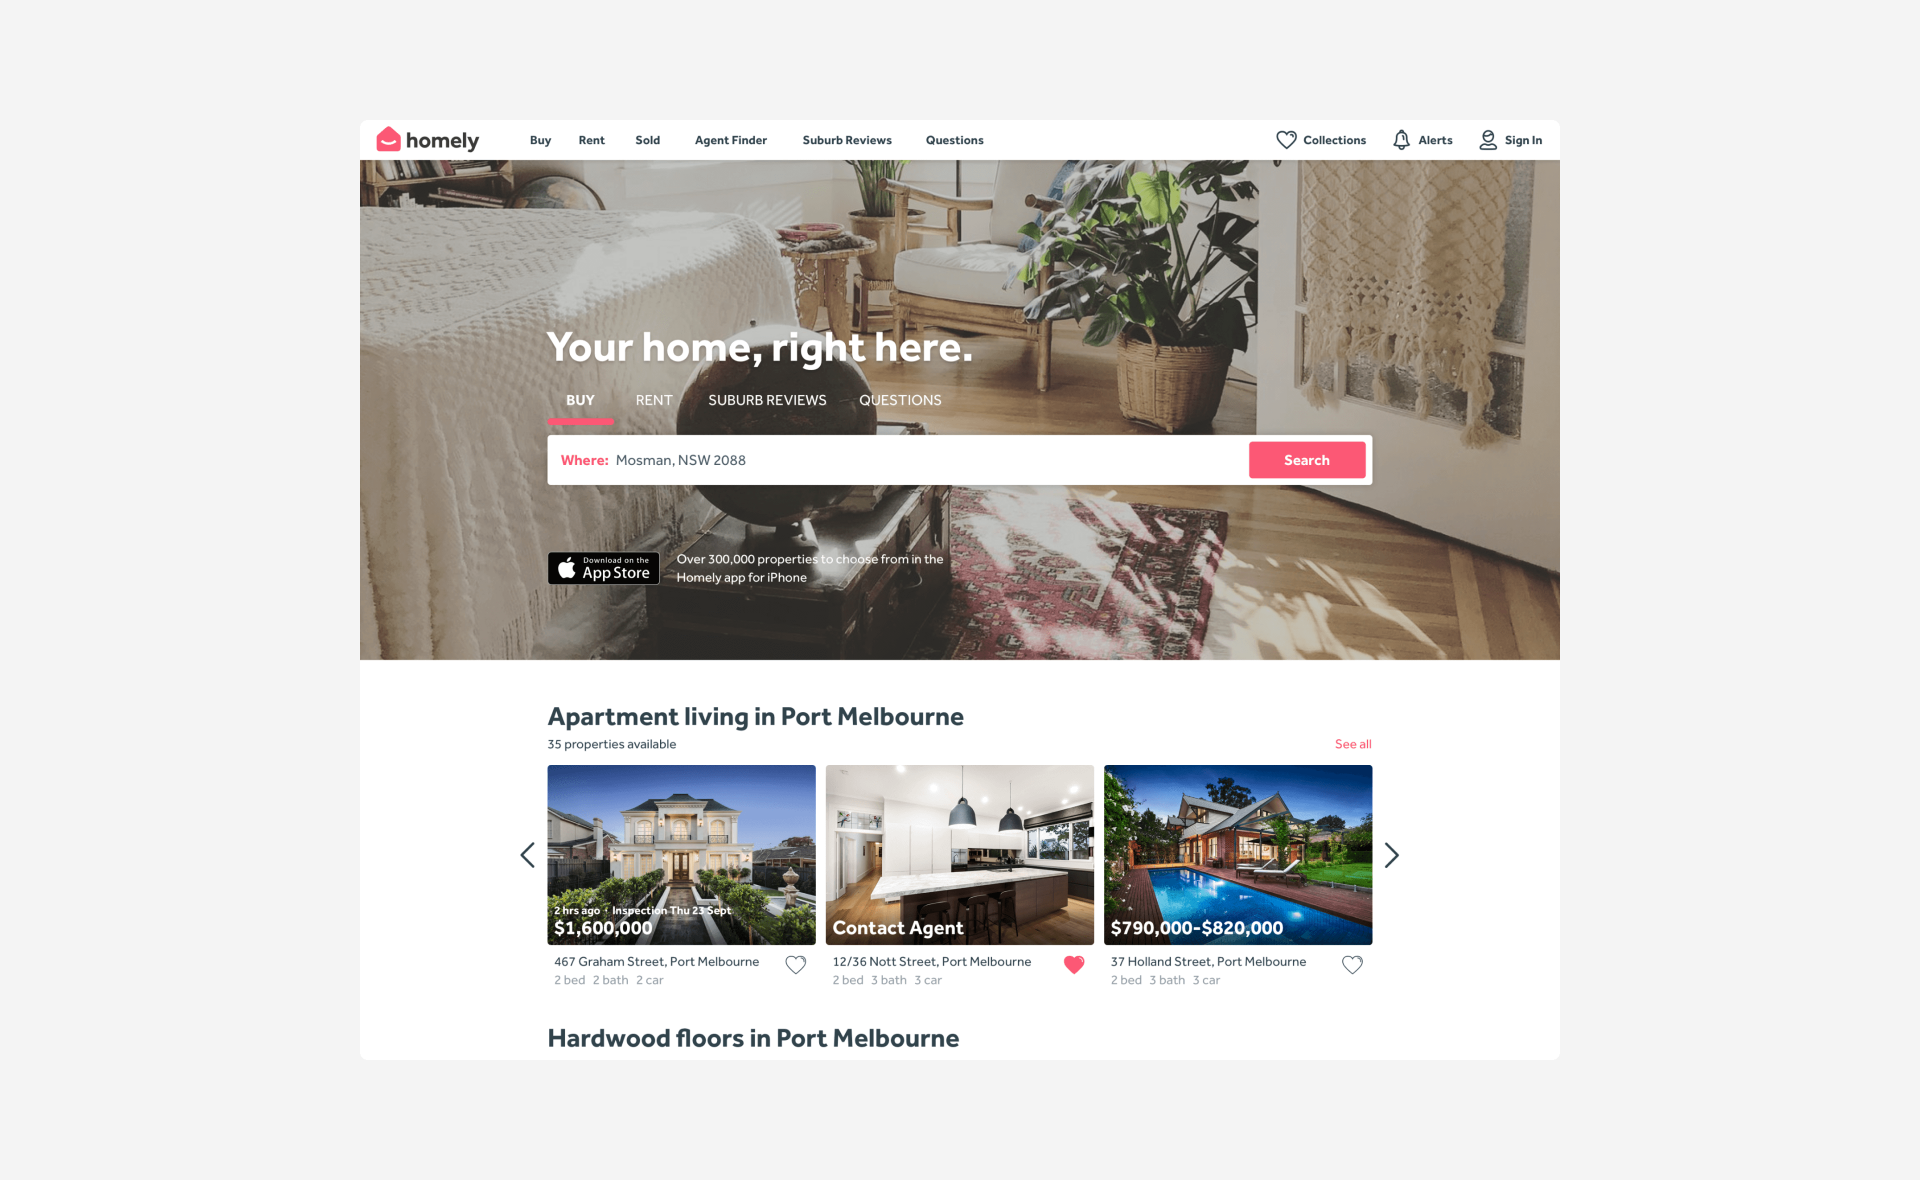 homely
Buy Rent Sold Agent Finder Suburb Reviews Questions Collections Alerts Sign In
Your home, right here.
BUY RENT SUBURB REVIEWS QUESTIONS
Where: Mosman, NSW 2088 Search
Download on the
App Store
Over 300,000 properties to choose from in the
Homely app for iPhone
Apartment living in Port Melbourne
35 properties available See all
2 hrs ago · Inspection Thu 23 Sept
$1,600,000 Contact Agent $790,000-$820,000
467 Graham Street, Port Melbourne 12/36 Nott Street, Port Melbourne 37 Holland Street, Port Melbourne
2 bed 2 bath 2 car 2 bed 3 bath 3 car 2 bed 3 bath 3 car
Hardwood floors in Port Melbourne